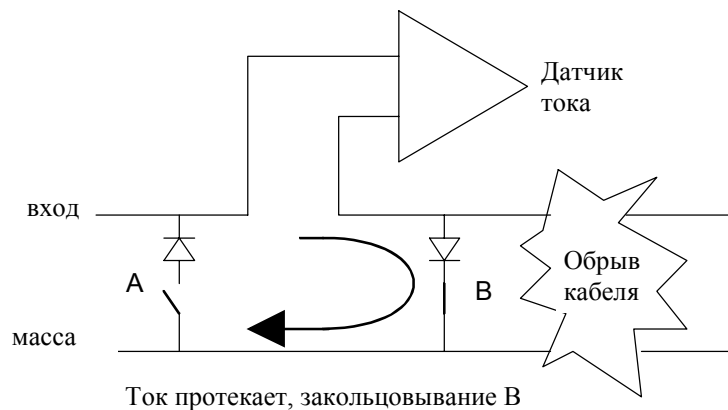 Датчик
тока
вход
A
B
Обрыв
кабеля
масса
Ток протекает, закольцовывание B